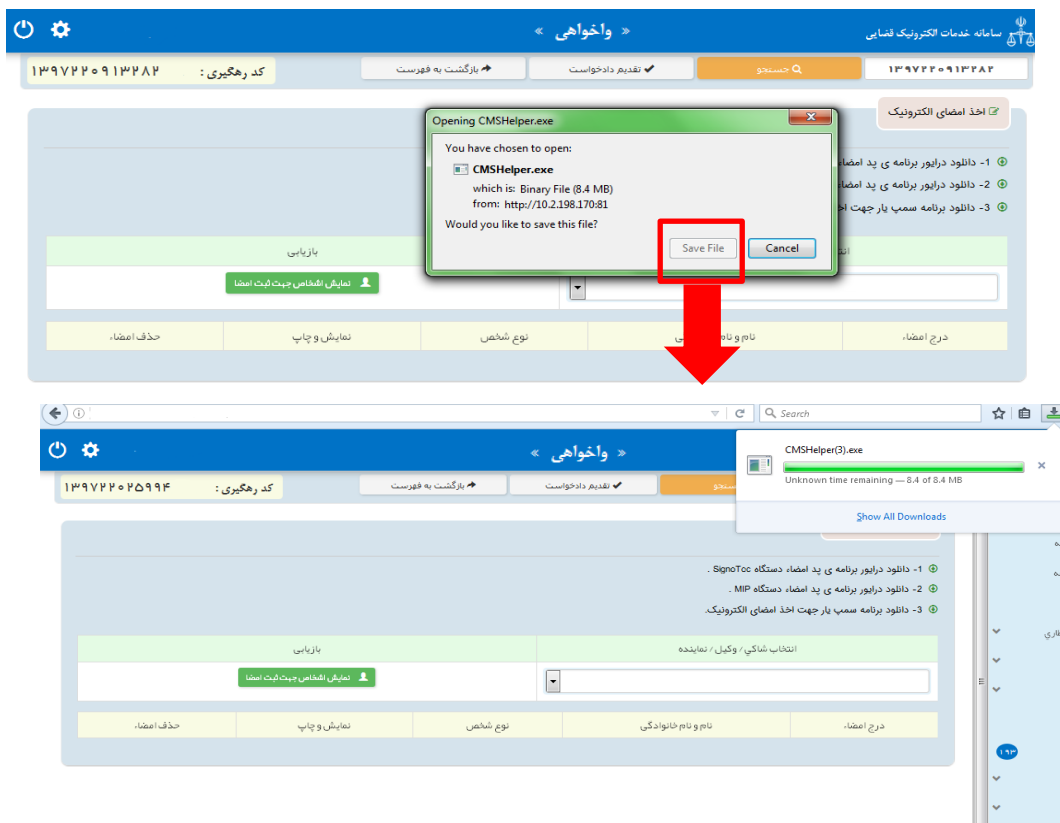 سامانه خدمات الکترونیک قضایی
« واخواهی »
۱۳۹۷۲۲۰۹۱۳۲۸۲
جستجو
تقدیم دادخواست
بازگشت به فهرست
کد رهگیری : ۱۳۹۷۲۲۰۹۱۳۲۸۲
اخذ امضای الکترونیک
Opening CMSHelper.exe
You have chosen to open:
CMSHelper.exe
which is: Binary File (8.4 MB)
from: http://10.2.198.170:81
Would you like to save this file?
Save File
Cancel
1- دانلود درایور برنامه ی پد امضا
2- دانلود درایور برنامه ی پد امضا
3- دانلود برنامه سمپ یار جهت
بازیابی
نمایش اشخاص جهت ثبت امضا
درج امضاء
نام و
نوع شخص
نمایش و چاپ
حذف امضاء
Search
« واخواهی »
تقدیم دادخواست
بازگشت به فهرست
کد رهگیری : ۱۳۹۷۲۲۰۲۵۹۹۴
CMSHelper(3).exe
Unknown time remaining — 8.4 of 8.4 MB
Show All Downloads
1- دانلود درایور برنامه ی پد امضاء دستگاه SignoTec .
2- دانلود درایور برنامه ی پد امضاء دستگاه MIP .
3- دانلود برنامه سمپ یار جهت اخذ امضای الکترونیک.
انتخاب شاکي / وکیل / نماینده
بازیابی
نمایش اشخاص جهت ثبت امضا
درج امضاء
نام و نام خانوادگی
نوع شخص
نمایش و چاپ
حذف امضاء
۱۹۳